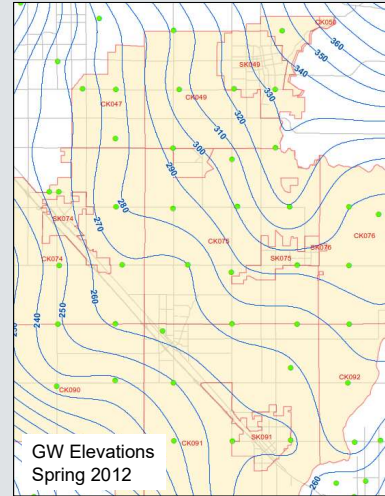 CK058
360
350
SK049
340
330
CK047
CK049
320
310
300
290
280
SK074
270
CK075
CK076
SK076
CK074
SK075
260
250
240
CK092
CK090
SK091
CK091
260
GW Elevations
Spring 2012